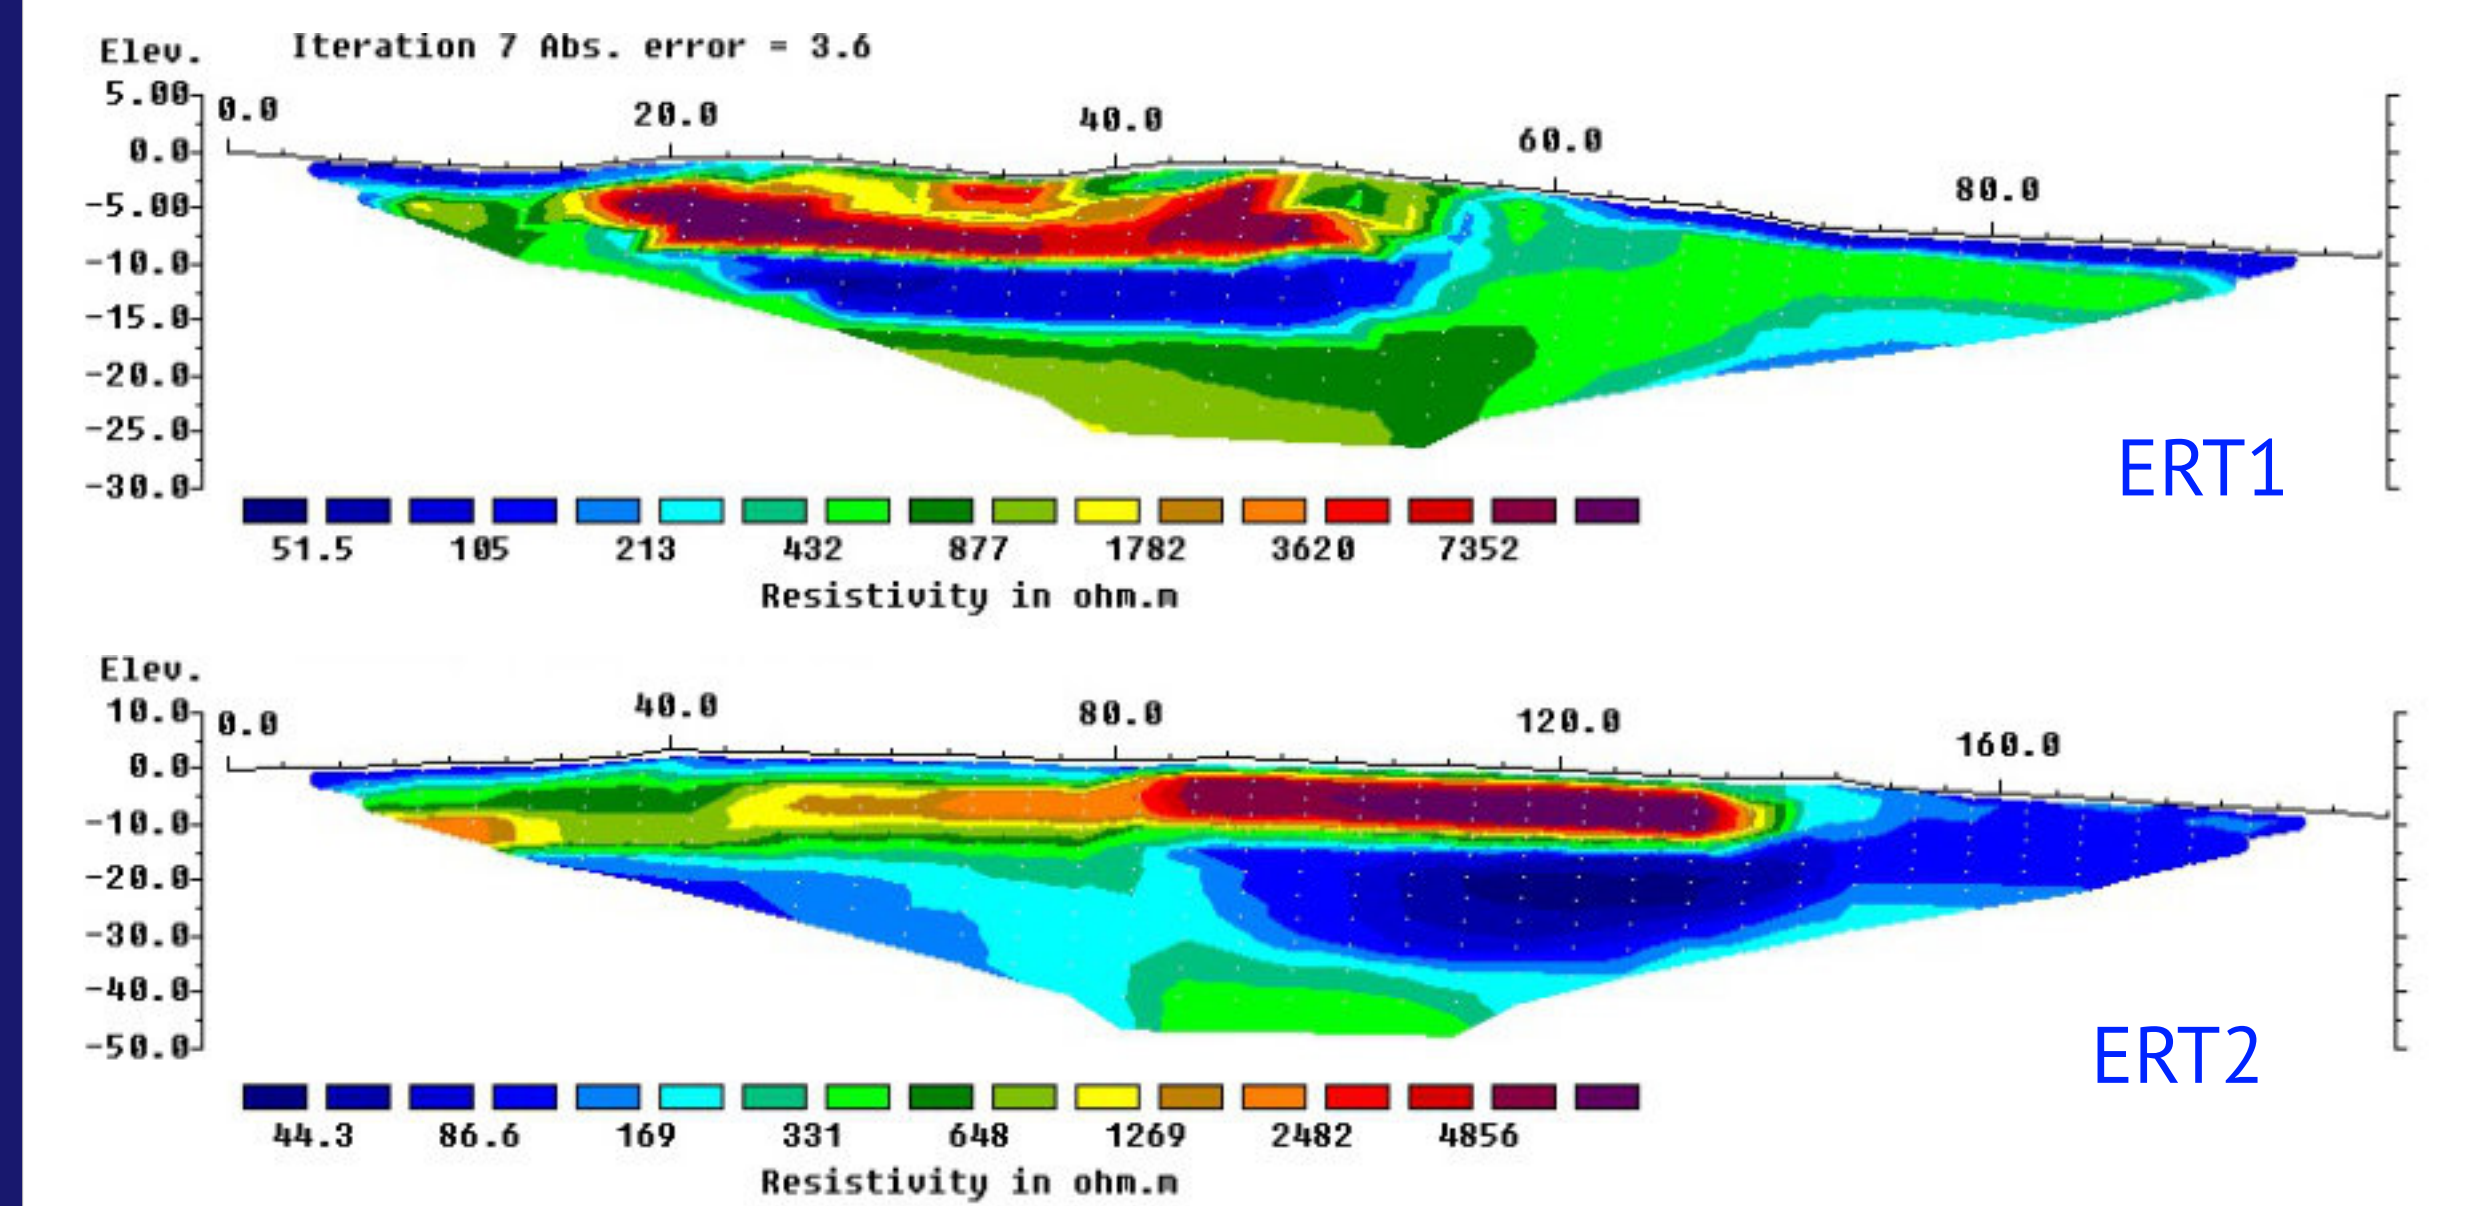 Elev. Iteration 7 Abs. error = 3.6
5.00
0.0 20.0 40.0 60.0 80.0
0.0
-5.00
-10.0
-15.0
-20.0
-25.0
-30.0
ERT1
51.5 105 213 432 877 1782 3620 7352
Resistivity in ohm.m
Elev.
10.0
0.0 40.0 80.0 120.0 160.0
0.0
-10.0
-20.0
-30.0
-40.0
-50.0
ERT2
44.3 86.6 169 331 648 1269 2482 4856
Resistivity in ohm.m